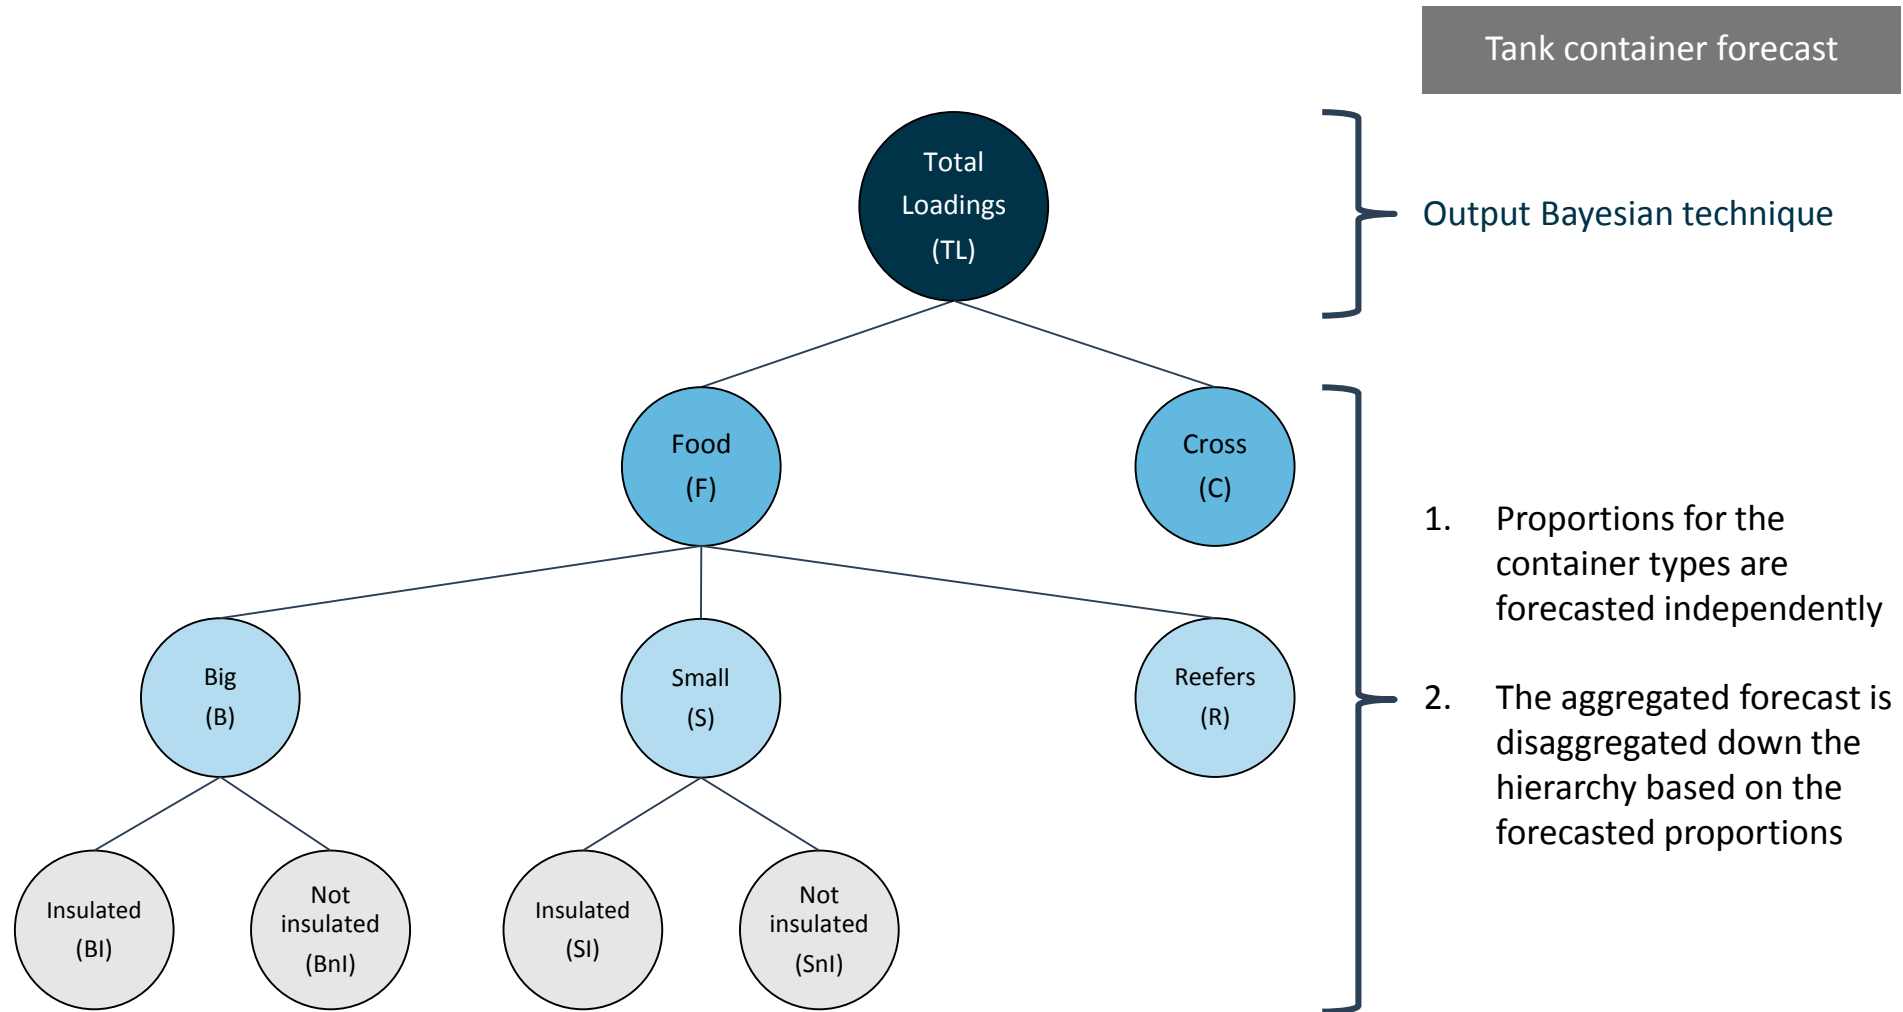 Tank container forecast
Total
Loadings
(TL)
Output Bayesian technique
Food
(F)
Cross
(C)
1. Proportions for the
container types are
forecasted independently
Big
(B)
Small
(S)
Reefers
(R)
2. The aggregated forecast is
disaggregated down the
hierarchy based on the
forecasted proportions
Insulated
(BI)
Not
insulated
(BnI)
Insulated
(SI)
Not
insulated
(SnI)